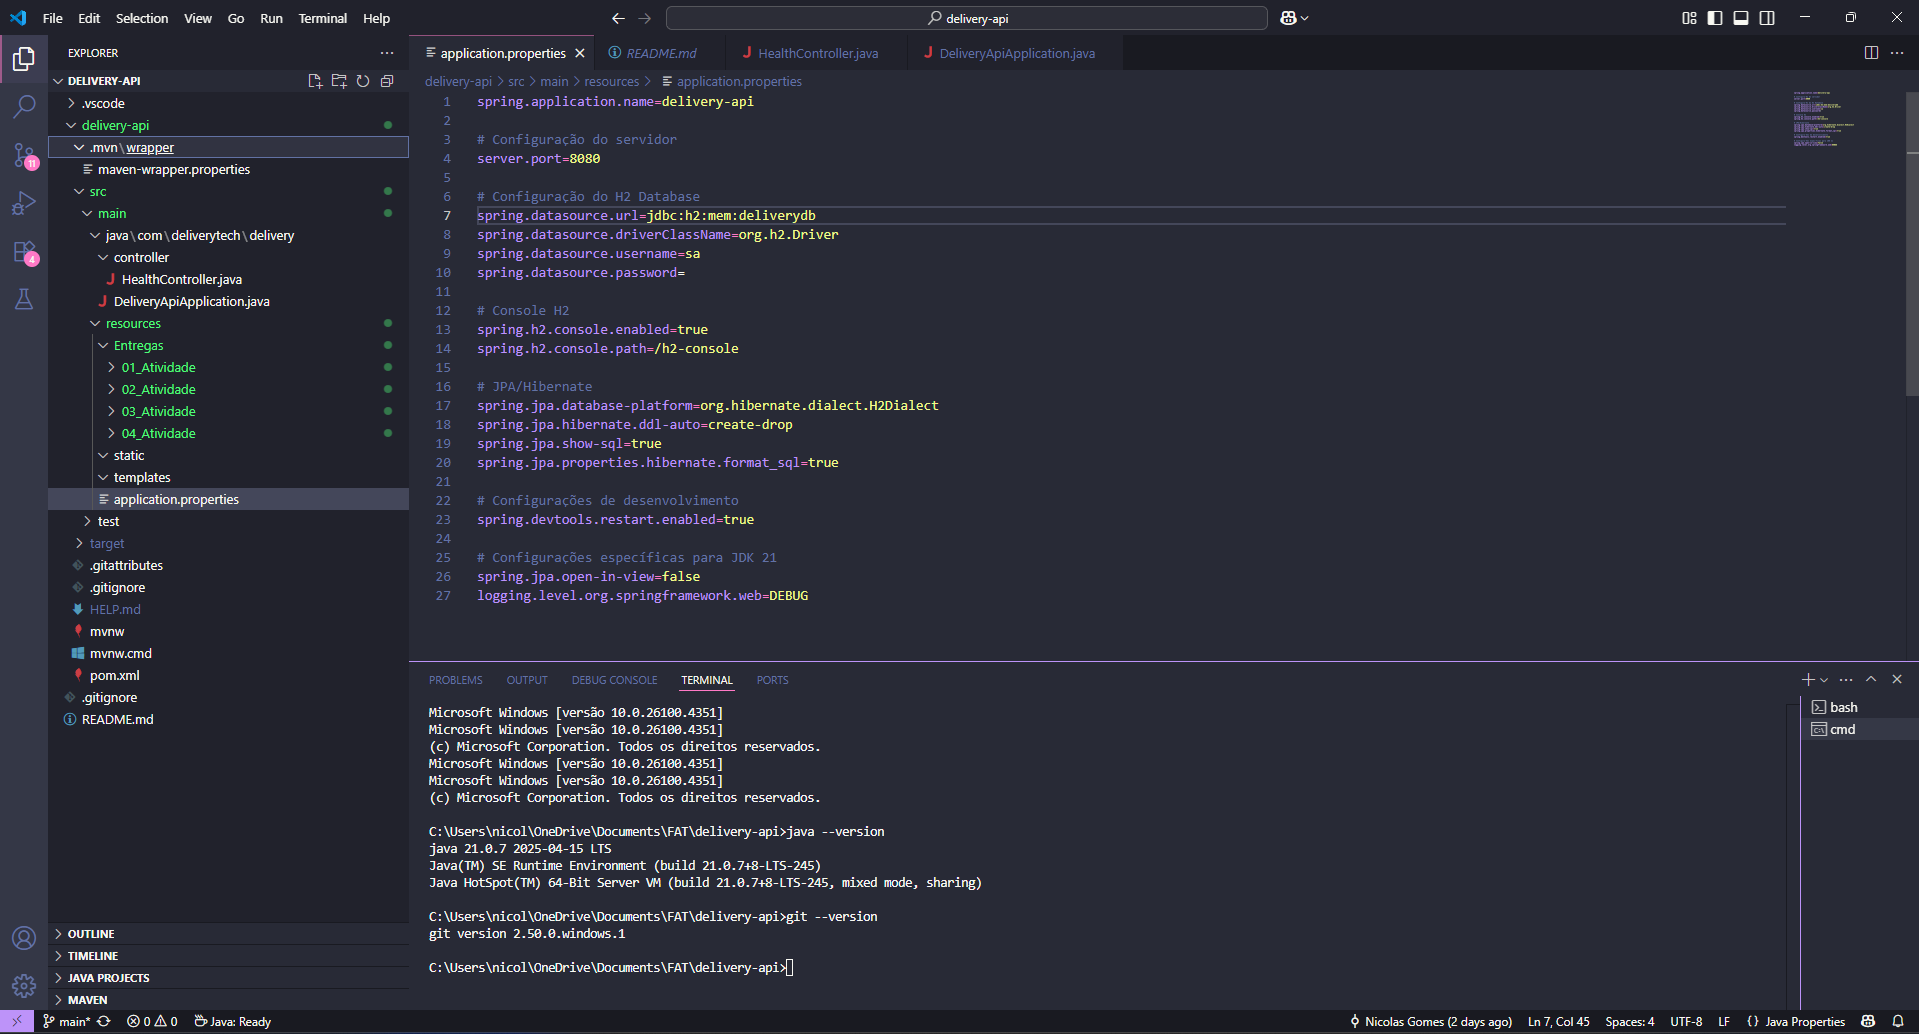 File Edit Selection View Go Run Terminal Help
delivery-api
EXPLORER
DELIVERY-API
.vscode
delivery-api
.mvn\wrapper
maven-wrapper.properties
src
main
java\com\deliverytech\delivery
controller
HealthController.java
DeliveryApiApplication.java
resources
Entregas
01_Atividade
02_Atividade
03_Atividade
04_Atividade
static
templates
application.properties
test
target
.gitattributes
.gitignore
HELP.md
mvnw
mvnw.cmd
pom.xml
.gitignore
README.md
OUTLINE
TIMELINE
JAVA PROJECTS
MAVEN
11
4
application.properties README.md HealthController.java DeliveryApiApplication.java
delivery-api > src > main > resources > application.properties
1 spring.application.name=delivery-api
2
3 # Configuração do servidor
4 server.port=8080
5
6 # Configuração do H2 Database
7 spring.datasource.url=jdbc:h2:mem:deliverydb
8 spring.datasource.driverClassName=org.h2.Driver
9 spring.datasource.username=sa
10 spring.datasource.password=
11
12 # Console H2
13 spring.h2.console.enabled=true
14 spring.h2.console.path=/h2-console
15
16 # JPA/Hibernate
17 spring.jpa.database-platform=org.hibernate.dialect.H2Dialect
18 spring.jpa.hibernate.ddl-auto=create-drop
19 spring.jpa.show-sql=true
20 spring.jpa.properties.hibernate.format_sql=true
21
22 # Configurações de desenvolvimento
23 spring.devtools.restart.enabled=true
24
25 # Configurações específicas para JDK 21
26 spring.jpa.open-in-view=false
27 logging.level.org.springframework.web=DEBUG
PROBLEMS OUTPUT DEBUG CONSOLE TERMINAL PORTS
Microsoft Windows [versão 10.0.26100.4351]
Microsoft Windows [versão 10.0.26100.4351]
(c) Microsoft Corporation. Todos os direitos reservados.
Microsoft Windows [versão 10.0.26100.4351]
Microsoft Windows [versão 10.0.26100.4351]
(c) Microsoft Corporation. Todos os direitos reservados.
C:\Users\nicol\OneDrive\Documents\FAT\delivery-api>java --version
java 21.0.7 2025-04-15 LTS
Java(TM) SE Runtime Environment (build 21.0.7+8-LTS-245)
Java HotSpot(TM) 64-Bit Server VM (build 21.0.7+8-LTS-245, mixed mode, sharing)
C:\Users\nicol\OneDrive\Documents\FAT\delivery-api>git --version
git version 2.50.0.windows.1
C:\Users\nicol\OneDrive\Documents\FAT\delivery-api>
bash
cmd
main* 0 0 Java: Ready Nicolas Gomes (2 days ago) Ln 7, Col 45 Spaces: 4 UTF-8 LF {} Java Properties